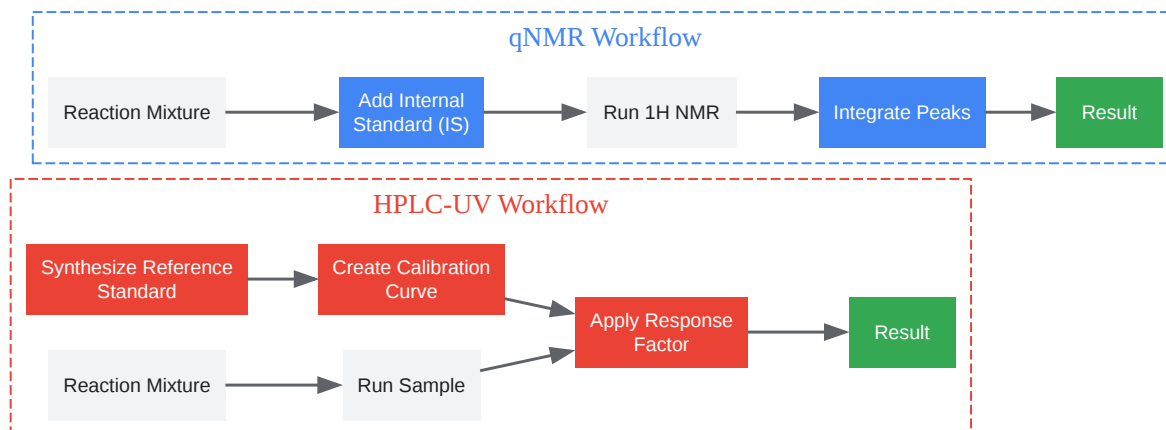 qNMR Workflow
Reaction Mixture
Add Internal
Standard (IS)
Run 1H NMR
Integrate Peaks
Result
HPLC-UV Workflow
Synthesize Reference
Standard
Create Calibration
Curve
Apply Response
Factor
Result
Reaction Mixture
Run Sample